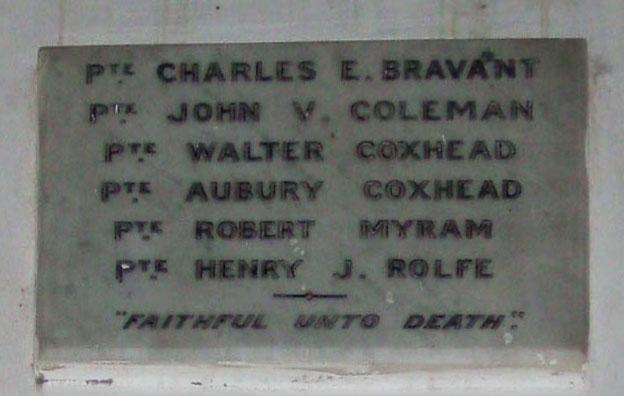 PTE CHARLES E. BRAVANT
PTE JOHN V. COLEMAN
PTE WALTER COXHEAD
PTE AUBURY COXHEAD
PTE ROBERT MYRAM
PTE HENRY J. ROLFE
"FAITHFUL UNTO DEATH".